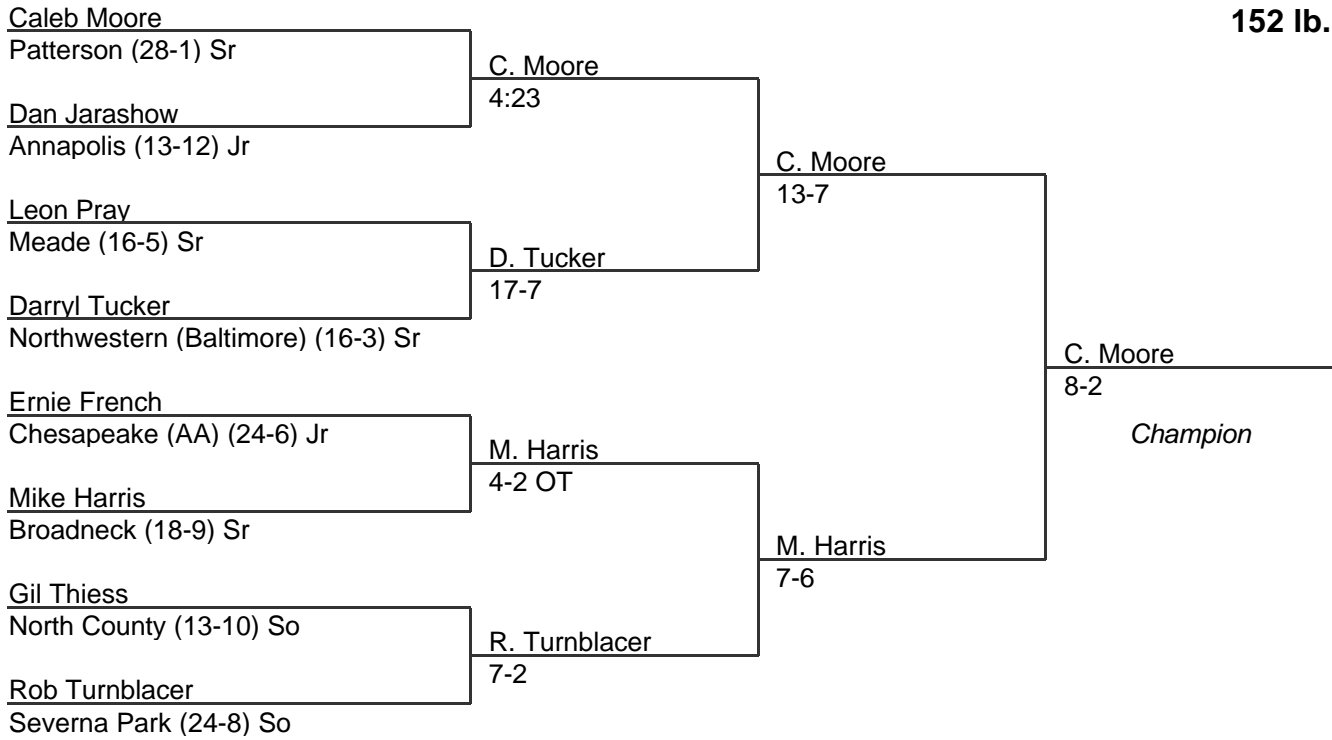 152 lb.
Caleb Moore
Patterson (28-1) Sr
C. Moore
4:23
Dan Jarashow
Annapolis (13-12) Jr
C. Moore
13-7
Leon Pray
Meade (16-5) Sr
D. Tucker
17-7
Darryl Tucker
Northwestern (Baltimore) (16-3) Sr
C. Moore
8-2
Champion
Ernie French
Chesapeake (AA) (24-6) Jr
M. Harris
4-2 OT
Mike Harris
Broadneck (18-9) Sr
M. Harris
7-6
Gil Thiess
North County (13-10) So
R. Turnblacer
7-2
Rob Turnblacer
Severna Park (24-8) So